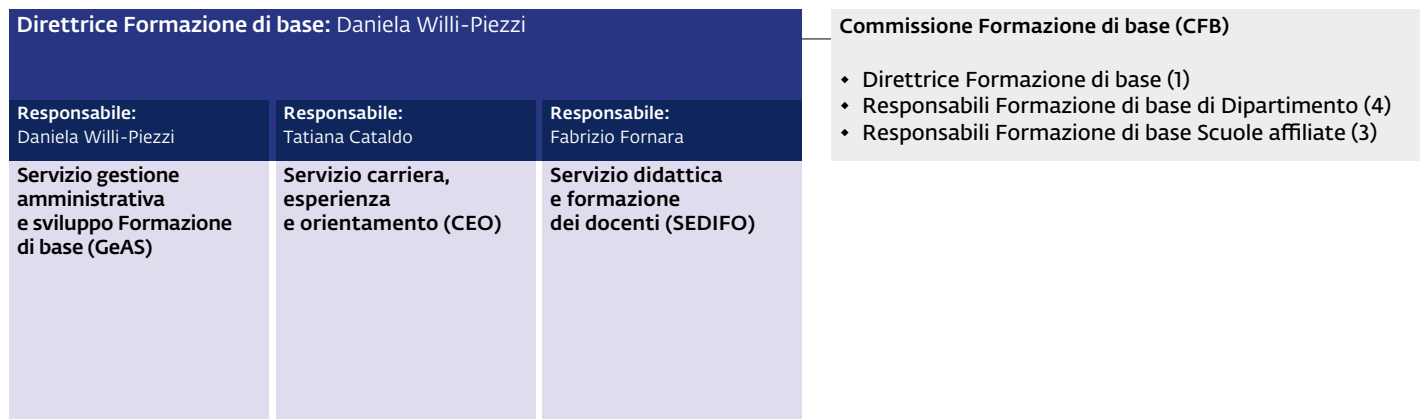 Direttrice Formazione di base: Daniela Willi-Piezzi
Responsabile:
Daniela Willi-Piezzi
Servizio gestione
amministrativa
e sviluppo Formazione
di base (GeAS)
Responsabile:
Tatiana Cataldo
Servizio carriera,
esperienza
e orientamento (CEO)
Responsabile:
Fabrizio Fornara
Servizio didattica
e formazione
dei docenti (SEDIFO)
Commissione Formazione di base (CFB)
• Direttrice Formazione di base (1)
• Responsabili Formazione di base di Dipartimento (4)
• Responsabili Formazione di base Scuole affiliate (3)